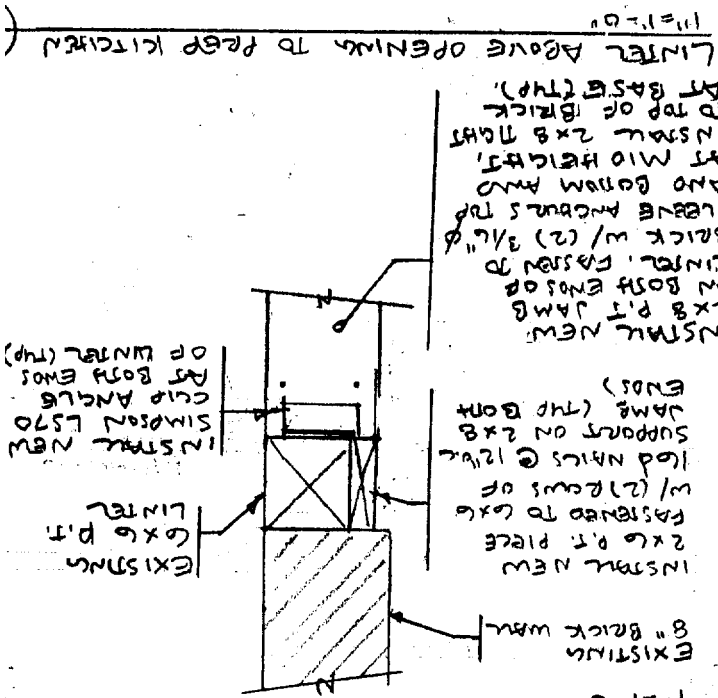 EXISTING
8" BRICK WALL
INSTALL NEW
2x6 P.T. PIECE
FASTENED TO 6x6
W/ (2) ROWS OF
16d NAILS @ 12"o.c.
SUPPORT ON 2x8
JAMB (TYP BOTH
ENDS)
EXISTING
6x6 P.T.
LINTEL
INSTALL NEW
SIMPSON LS70
CLIP ANGLE
AT BOTH ENDS
OF LINTEL (TYP)
INSTALL NEW
2x8 P.T JAMB
ON BOTH ENDS OF
LINTEL. FASTEN TO
BRICK W/ (2) 3/16"ø
SLEEVE ANCHORS TOP
AND BOTTOM AND
AT MID HEIGHT.
INSTALL 2x8 TIGHT
TO TOP OF BRICK
AT BASE (TYP).
LINTEL ABOVE OPENING TO PREP KITCHEN
1"=1'-0"